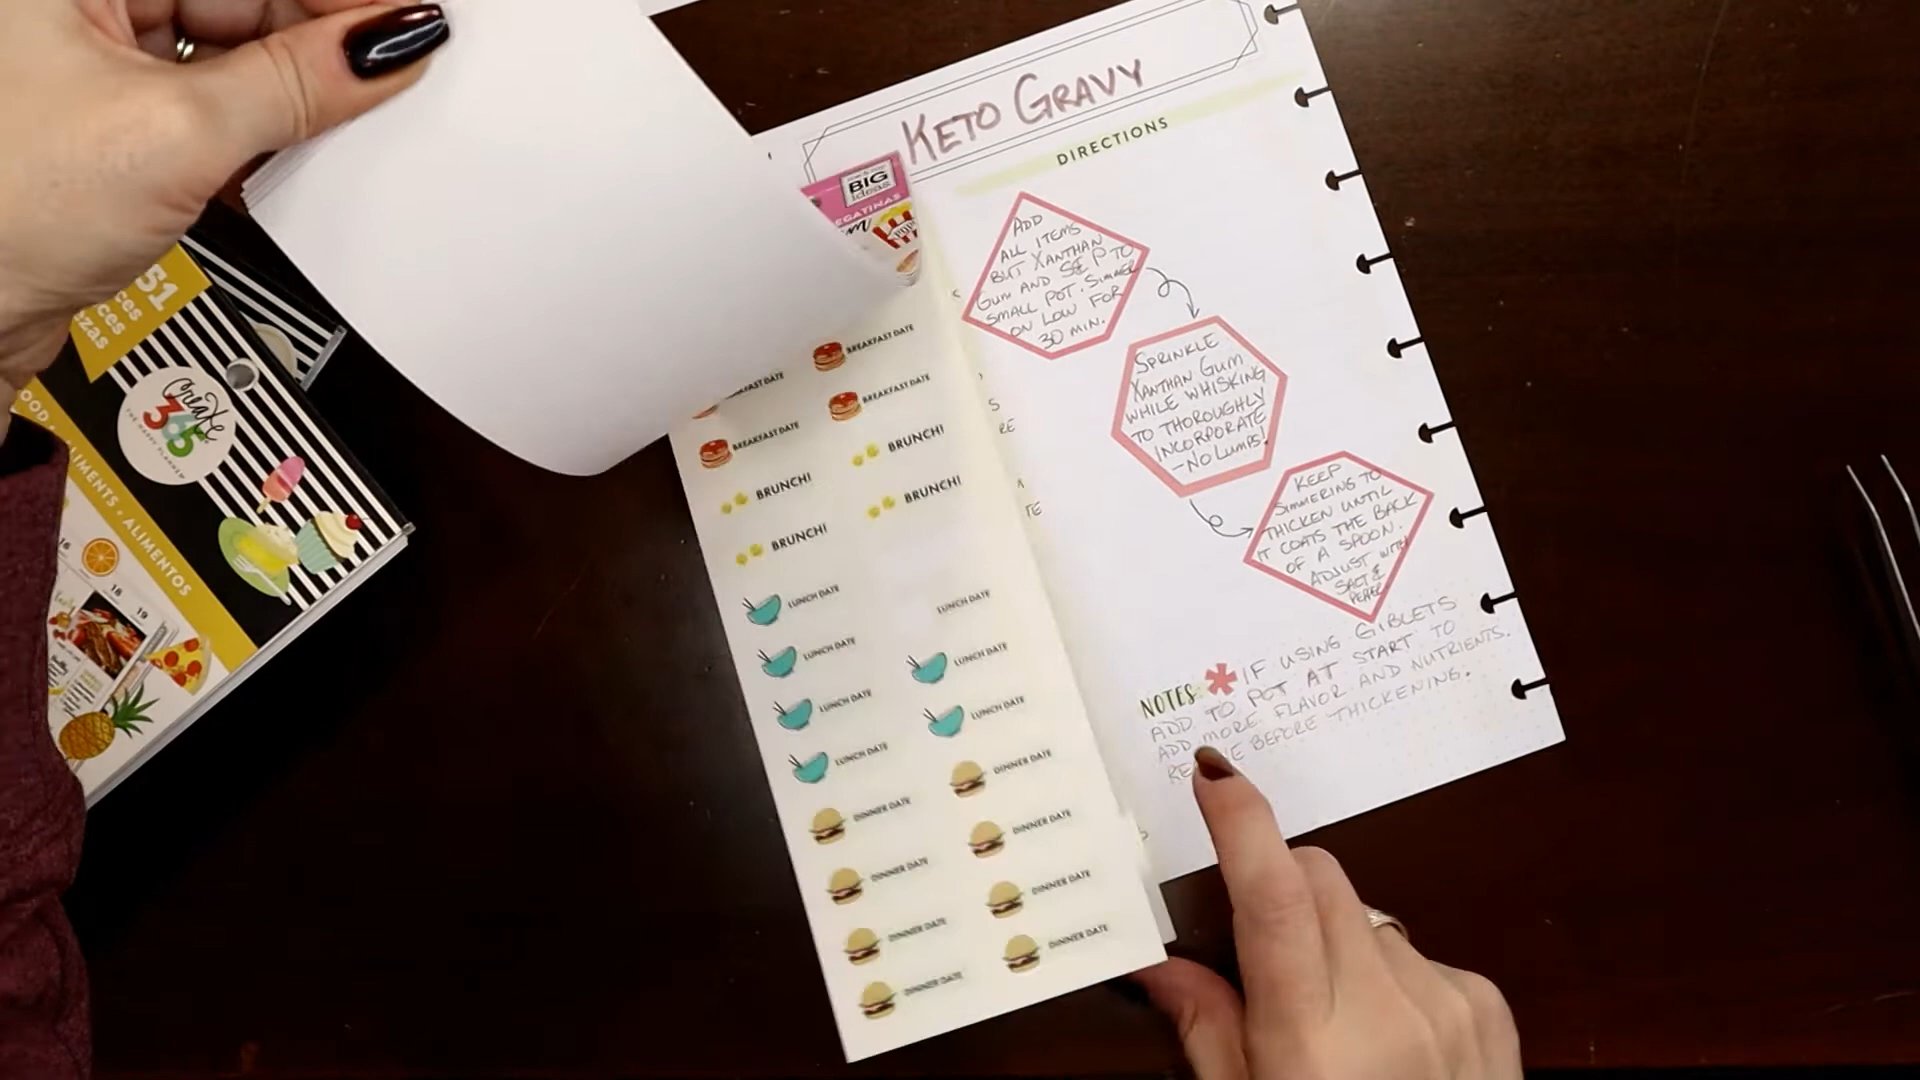 KETO GRAVY
DIRECTIONS
ADD
ALL ITEMS
BUT XANTHAN
GUM AND S&P TO
SMALL POT. SIMMER
ON LOW FOR
30 MIN.
SPRINKLE
XANTHAN GUM
WHILE WHISKING
TO THOROUGHLY
INCORPORATE
-NO LUMPS!
KEEP
SIMMERING TO
THICKEN UNTIL
IT COATS THE BACK
OF A SPOON.
ADJUST WITH
SALT &
PEPPER
NOTES: * IF USING GIBLETS
ADD TO POT AT START TO
ADD MORE FLAVOR AND NUTRIENTS.
BEFORE THICKENING.
BIG
ideas
BREAKFAST DATE
BREAKFAST DATE
BREAKFAST DATE
BRUNCH!
BRUNCH!
BRUNCH!
BRUNCH!
LUNCH DATE
LUNCH DATE
LUNCH DATE
LUNCH DATE
LUNCH DATE
LUNCH DATE
LUNCH DATE
DINNER DATE
DINNER DATE
DINNER DATE
DINNER DATE
DINNER DATE
DINNER DATE
DINNER DATE
DINNER DATE
51
Create
365
THE HAPPY PLANNER
ALIMENTS • ALIMENTOS
16
18
19